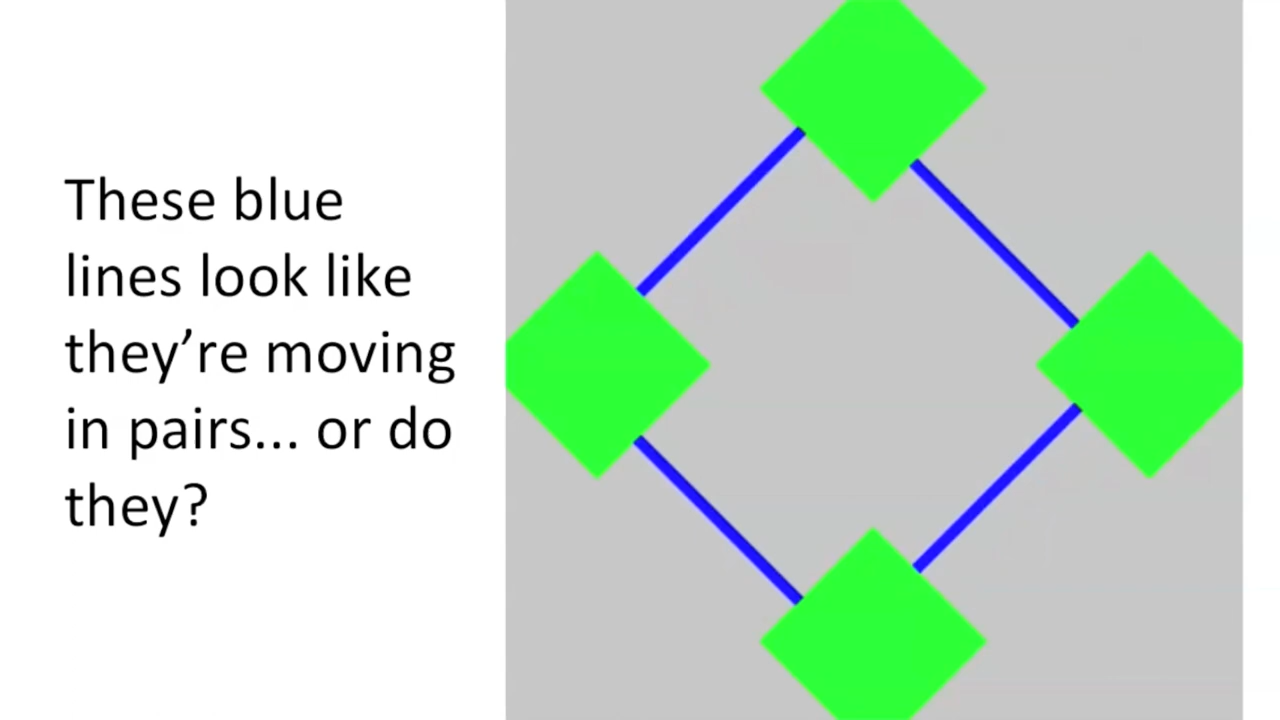 These blue
lines look like
they’re moving
in pairs... or do
they?